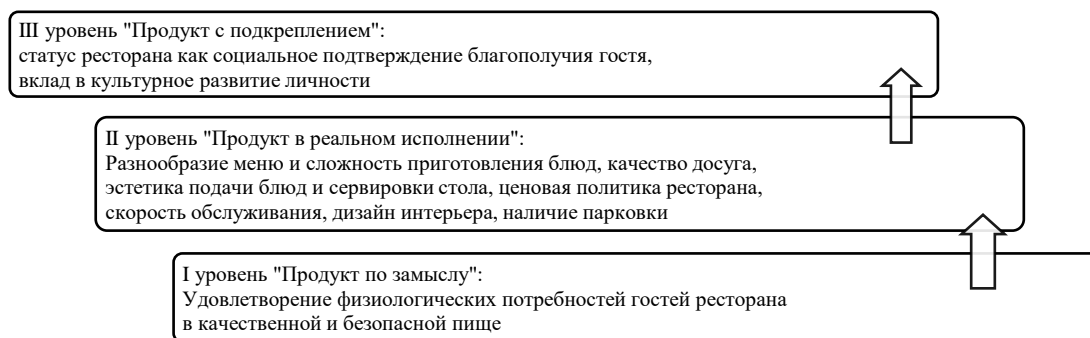 III уровень "Продукт с подкреплением":
статус ресторана как социальное подтверждение благополучия гостя,
вклад в культурное развитие личности
II уровень "Продукт в реальном исполнении":
Разнообразие меню и сложность приготовления блюд, качество досуга,
эстетика подачи блюд и сервировки стола, ценовая политика ресторана,
скорость обслуживания, дизайн интерьера, наличие парковки
I уровень "Продукт по замыслу":
Удовлетворение физиологических потребностей гостей ресторана
в качественной и безопасной пище